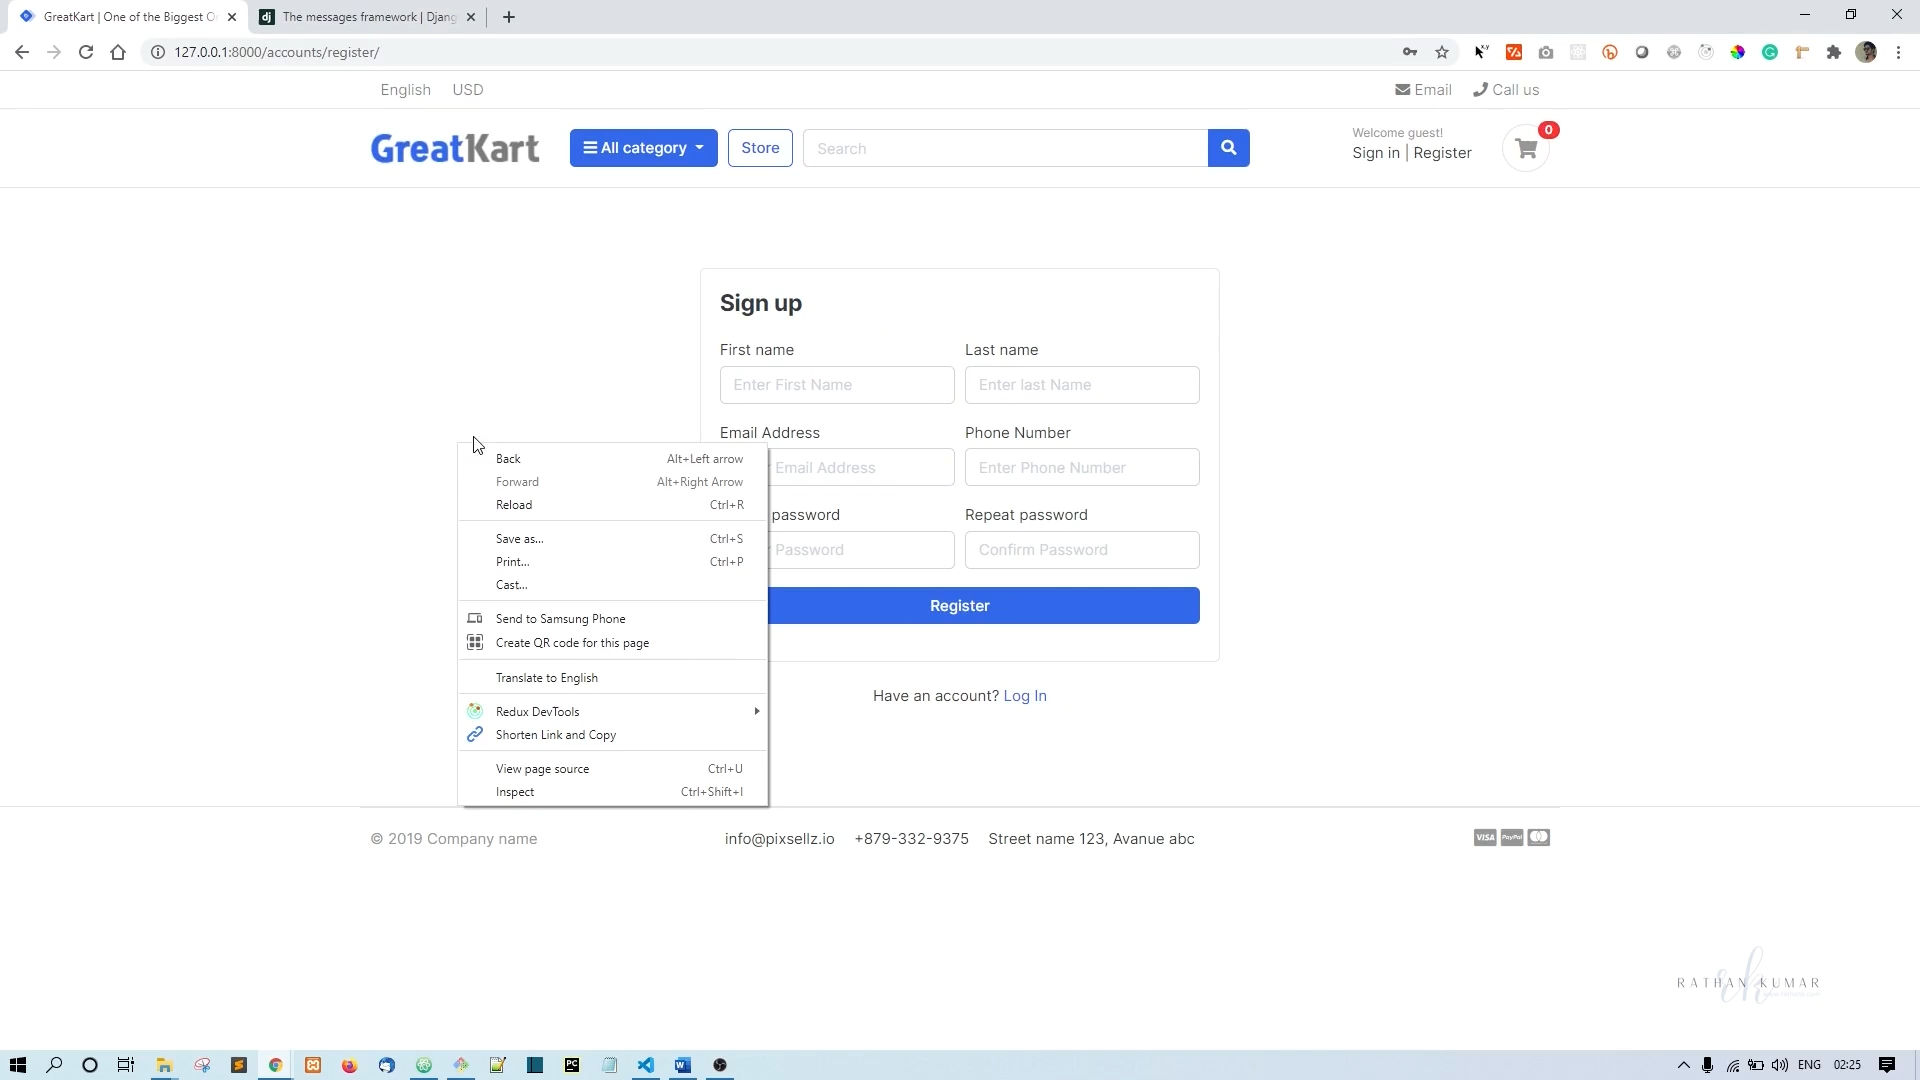 GreatKart | One of the Biggest O
The messages framework | Djang
127.0.0.1:8000/accounts/register/
English USD
Email Call us
GreatKart
All category
Store
Search
Welcome guest!
Sign in | Register
0
Sign up
First name
Last name
Enter First Name
Enter last Name
Email Address
Phone Number
Email Address
Enter Phone Number
password
Repeat password
Password
Confirm Password
Register
Have an account? Log In
Back Alt+Left arrow
Forward Alt+Right Arrow
Reload Ctrl+R
Save as... Ctrl+S
Print... Ctrl+P
Cast...
Send to Samsung Phone
Create QR code for this page
Translate to English
Redux DevTools
Shorten Link and Copy
View page source Ctrl+U
Inspect Ctrl+Shift+I
© 2019 Company name
info@pixsellz.io +879-332-9375 Street name 123, Avanue abc
VISA PayPal
RATHAN KUMAR
ENG 02:25